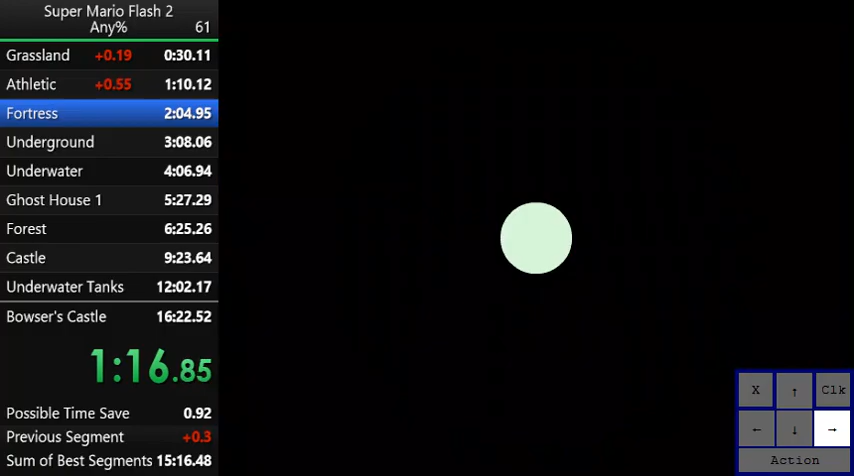 Super Mario Flash 2
Any% 61
Grassland +0.19 0:30.11
Athletic +0.55 1:10.12
Fortress 2:04.95
Underground 3:08.06
Underwater 4:06.94
Ghost House 1 5:27.29
Forest 6:25.26
Castle 9:23.64
Underwater Tanks 12:02.17
Bowser's Castle 16:22.52
1:16.85
Possible Time Save 0.92
Previous Segment +0.3
Sum of Best Segments 15:16.48
X ↑ Clk
← ↓ →
Action